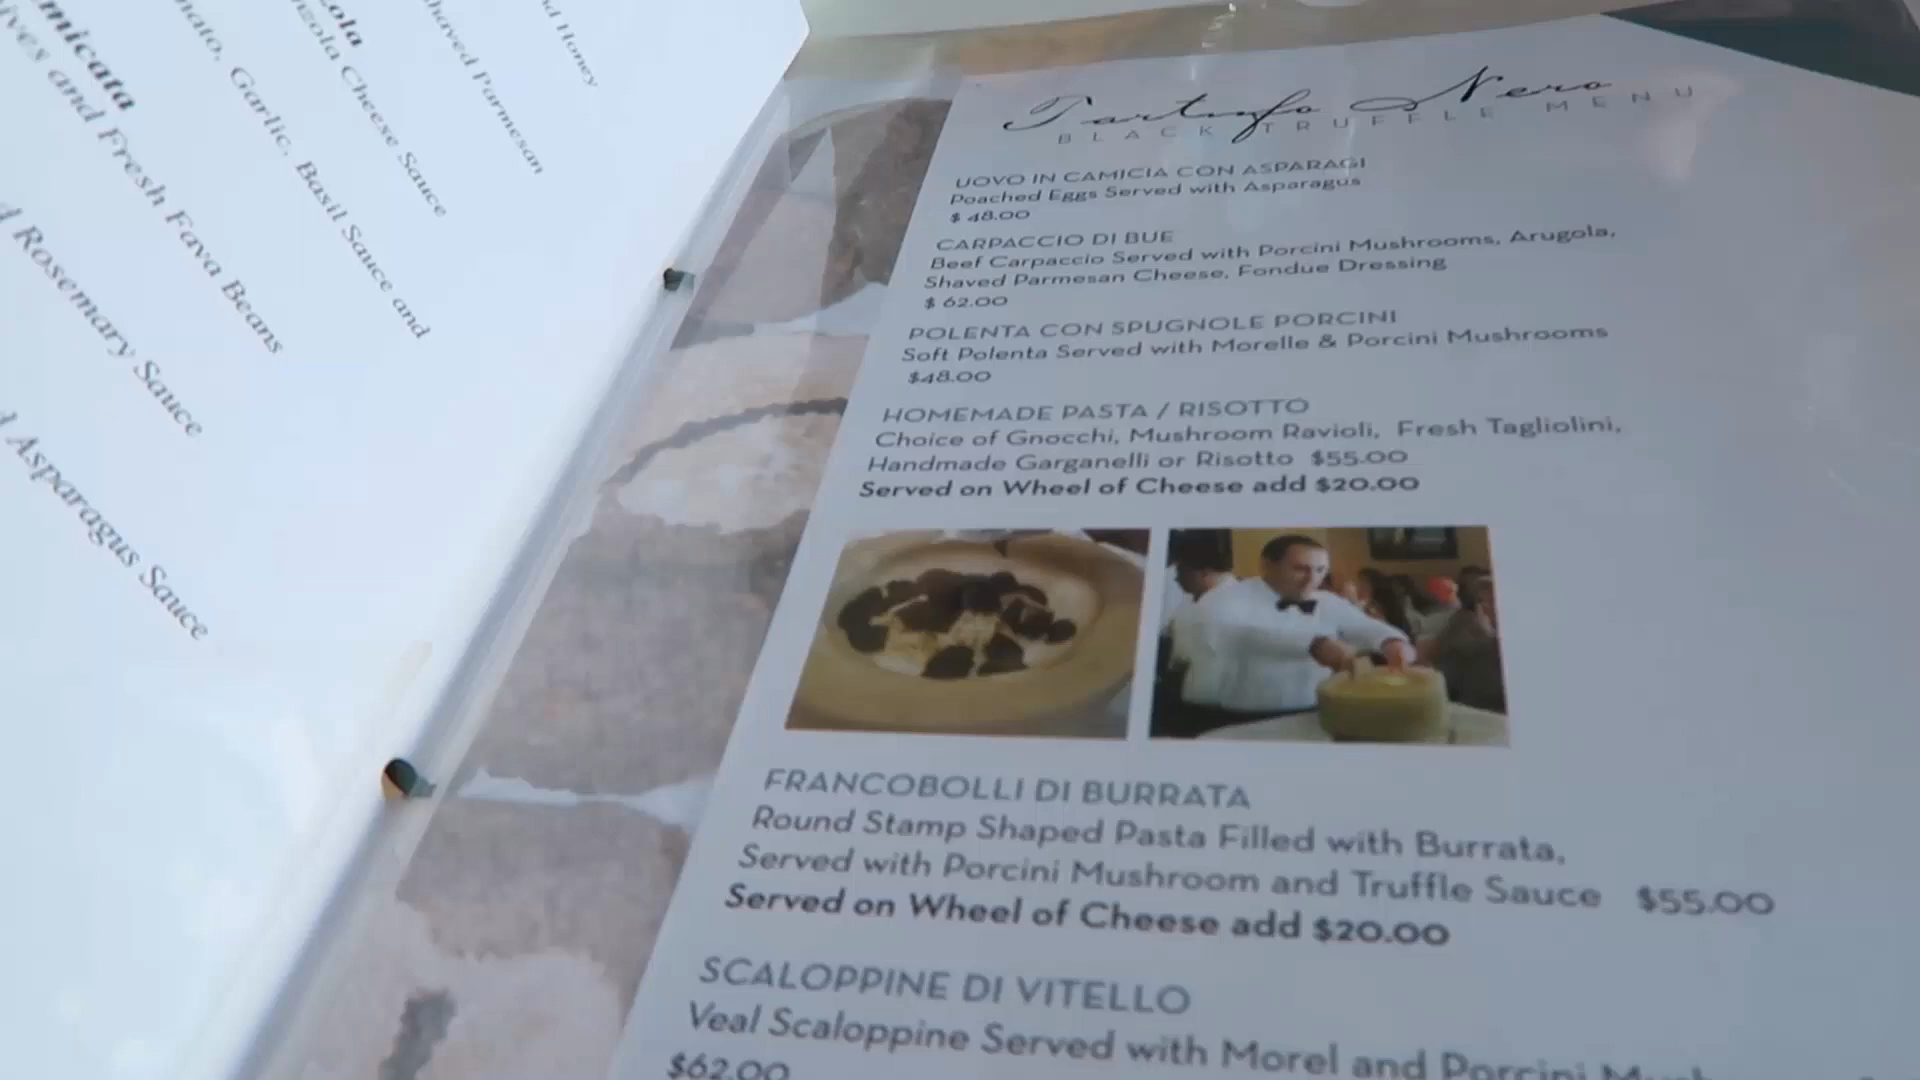 micata
ives and Fresh Fava Beans
Garlic, Basil Sauce and
Cheese Sauce
Parmesan
Honey
Rosemary Sauce
Asparagus Sauce
Tartufo Nero
BLACK TRUFFLE MENU
UOVO IN CAMICIA CON ASPARAGI
Poached Eggs Served with Asparagus
$ 48.00
CARPACCIO DI BUE
Beef Carpaccio Served with Porcini Mushrooms, Arugola,
Shaved Parmesan Cheese, Fondue Dressing
$ 62.00
POLENTA CON SPUGNOLE PORCINI
Soft Polenta Served with Morelle & Porcini Mushrooms
$48.00
HOMEMADE PASTA / RISOTTO
Choice of Gnocchi, Mushroom Ravioli, Fresh Tagliolini,
Handmade Garganelli or Risotto $55.00
Served on Wheel of Cheese add $20.00
FRANCOBOLLI DI BURRATA
Round Stamp Shaped Pasta Filled with Burrata,
Served with Porcini Mushroom and Truffle Sauce $55.00
Served on Wheel of Cheese add $20.00
SCALOPPINE DI VITELLO
Veal Scaloppine Served with Morel and Porcini
$62.00